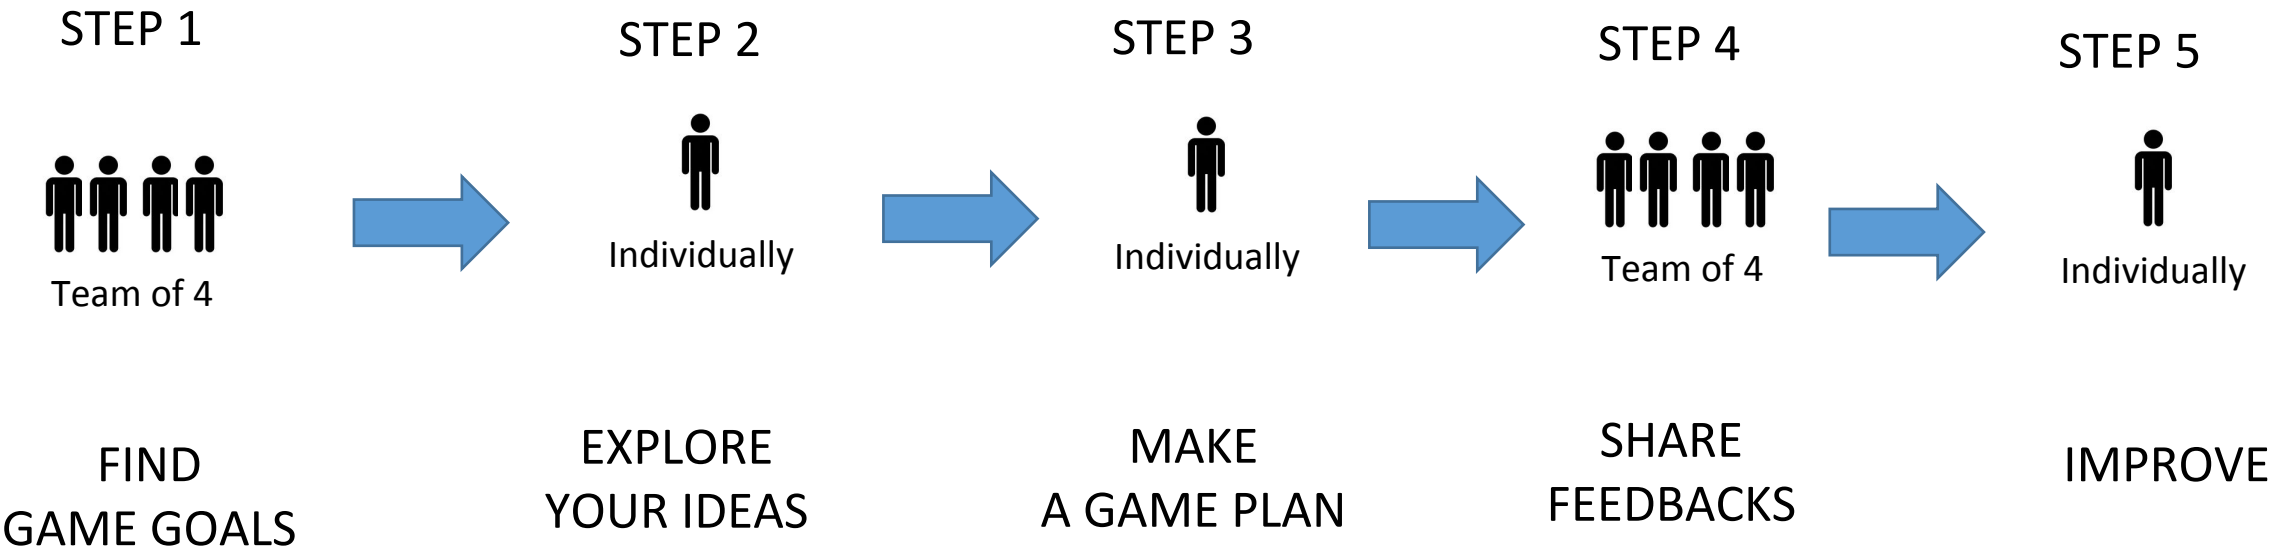 STEP 1
STEP 2
STEP 3
STEP 4
STEP 5
Team of 4
Individually
Individually
Team of 4
Individually
FIND
GAME GOALS
EXPLORE
YOUR IDEAS
MAKE
A GAME PLAN
SHARE
FEEDBACKS
IMPROVE